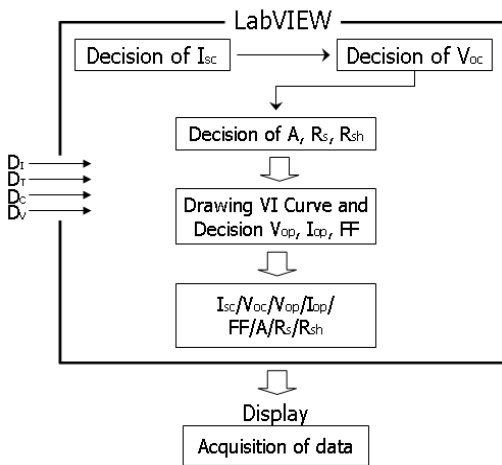 LabVIEW
Decision of Isc
Decision of Voc
Decision of A, Rs, Rsh
DI
DT
DC
DV
Drawing VI Curve and
Decision Vop, Iop, FF
Isc/Voc/Vop/Iop/
FF/A/Rs/Rsh
Display
Acquisition of data